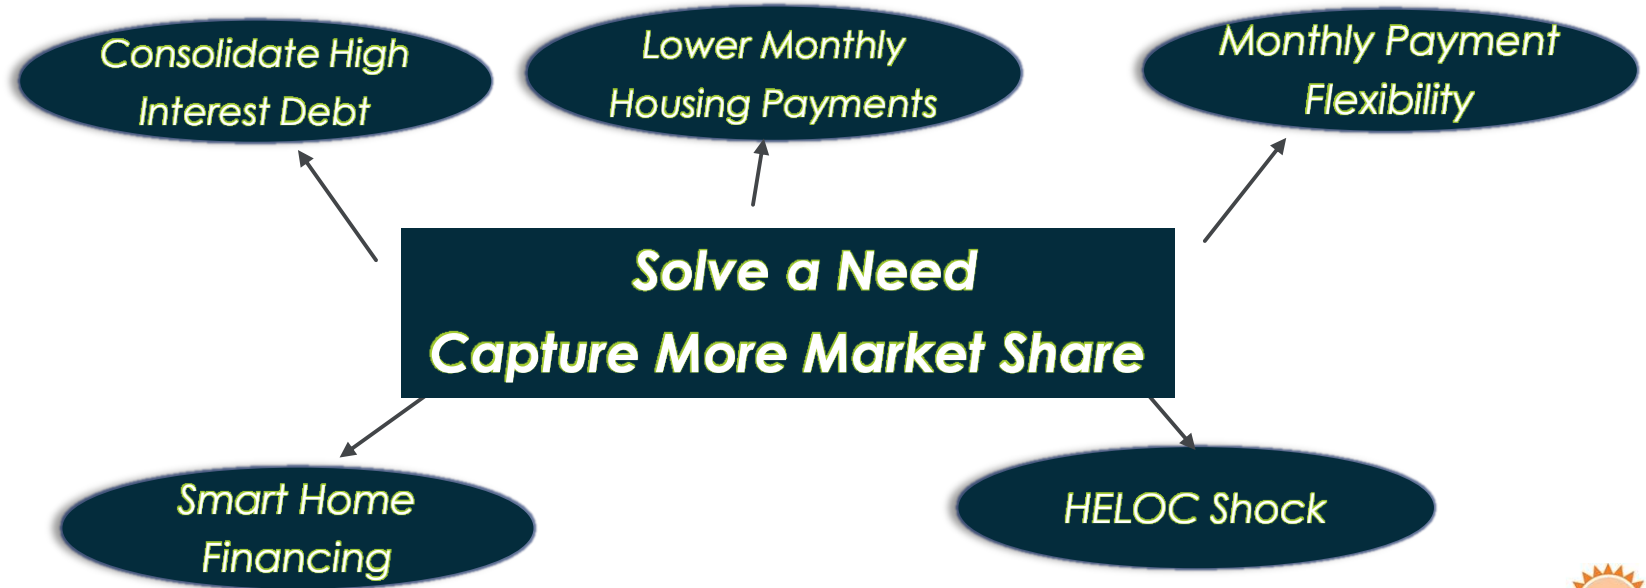 Consolidate High
Interest Debt
Lower Monthly
Housing Payments
Monthly Payment
Flexibility
Solve a Need
Capture More Market Share
Smart Home
Financing
HELOC Shock